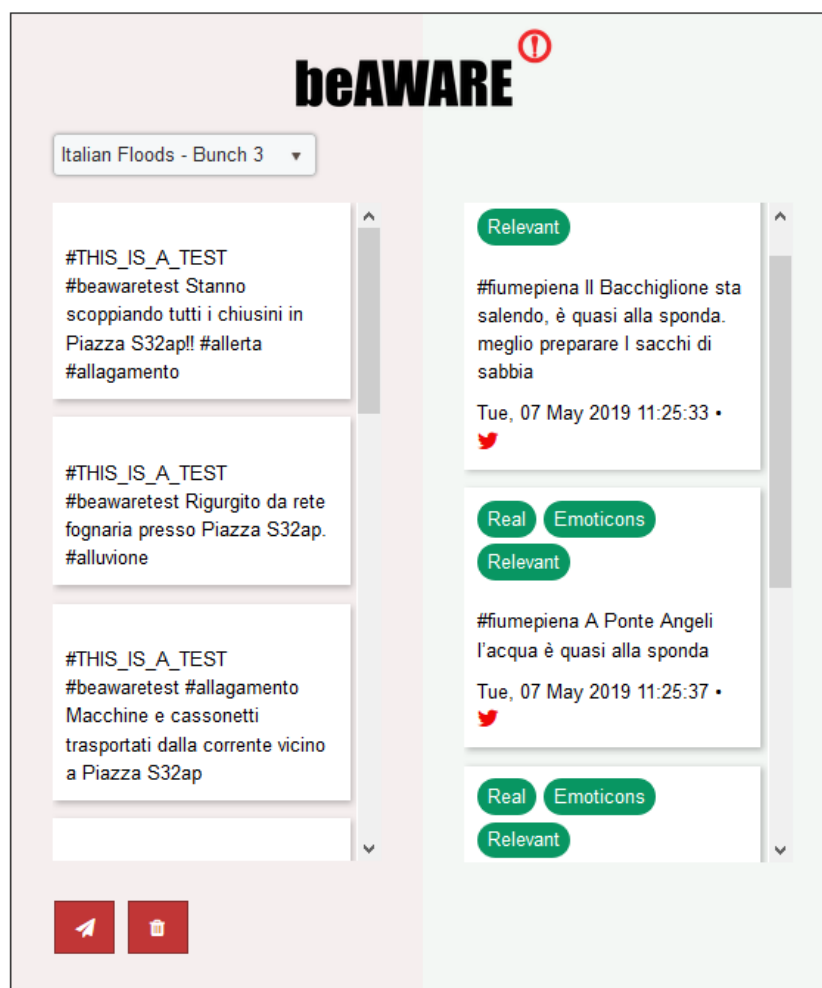 beAWARE
Italian Floods - Bunch 3
#THIS_IS_A_TEST
#beawaretest Stanno
scoppiando tutti i chiusini in
Piazza S32ap!! #allerta
#allagamento
#THIS_IS_A_TEST
#beawaretest Rigurgito da rete
fognaria presso Piazza S32ap.
#alluvione
#THIS_IS_A_TEST
#beawaretest #allagamento
Macchine e cassonetti
trasportati dalla corrente vicino
a Piazza S32ap
Relevant
#fiumepiena Il Bacchiglione sta
salendo, è quasi alla sponda.
meglio preparare I sacchi di
sabbia
Tue, 07 May 2019 11:25:33 •
Real Emoticons
Relevant
#fiumepiena A Ponte Angeli
l'acqua è quasi alla sponda
Tue, 07 May 2019 11:25:37 •
Real Emoticons
Relevant